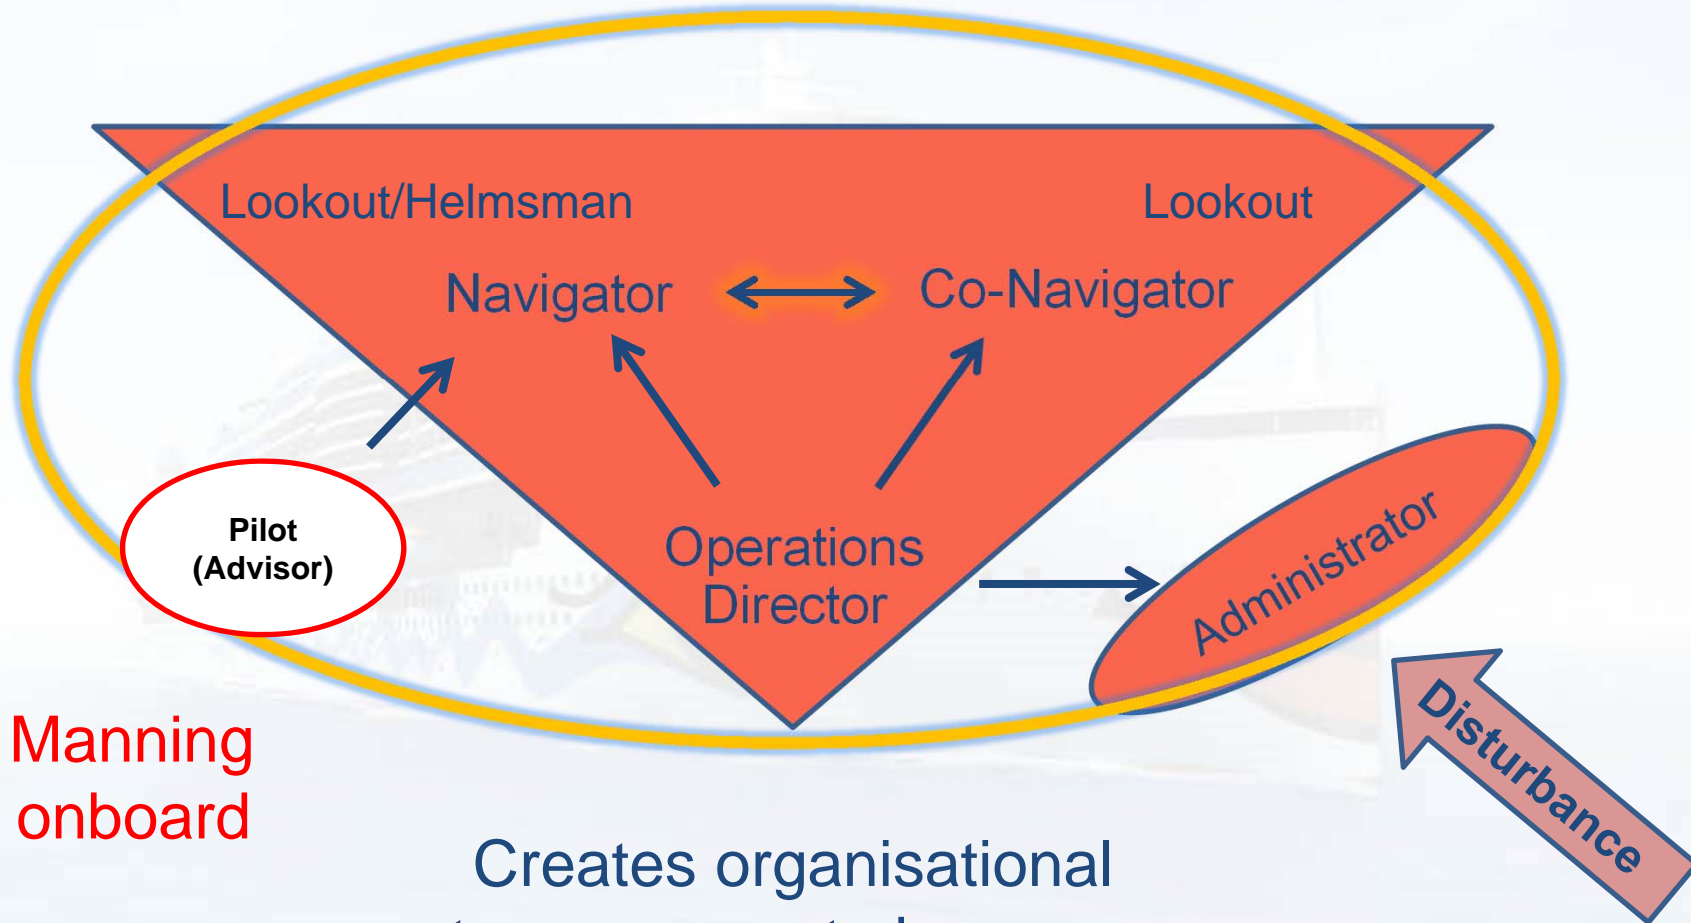 Lookout/Helmsman
Lookout
Navigator
Co-Navigator
Pilot
(Advisor)
Operations
Director
Administrator
Disturbance
Manning
onboard
Creates organisational